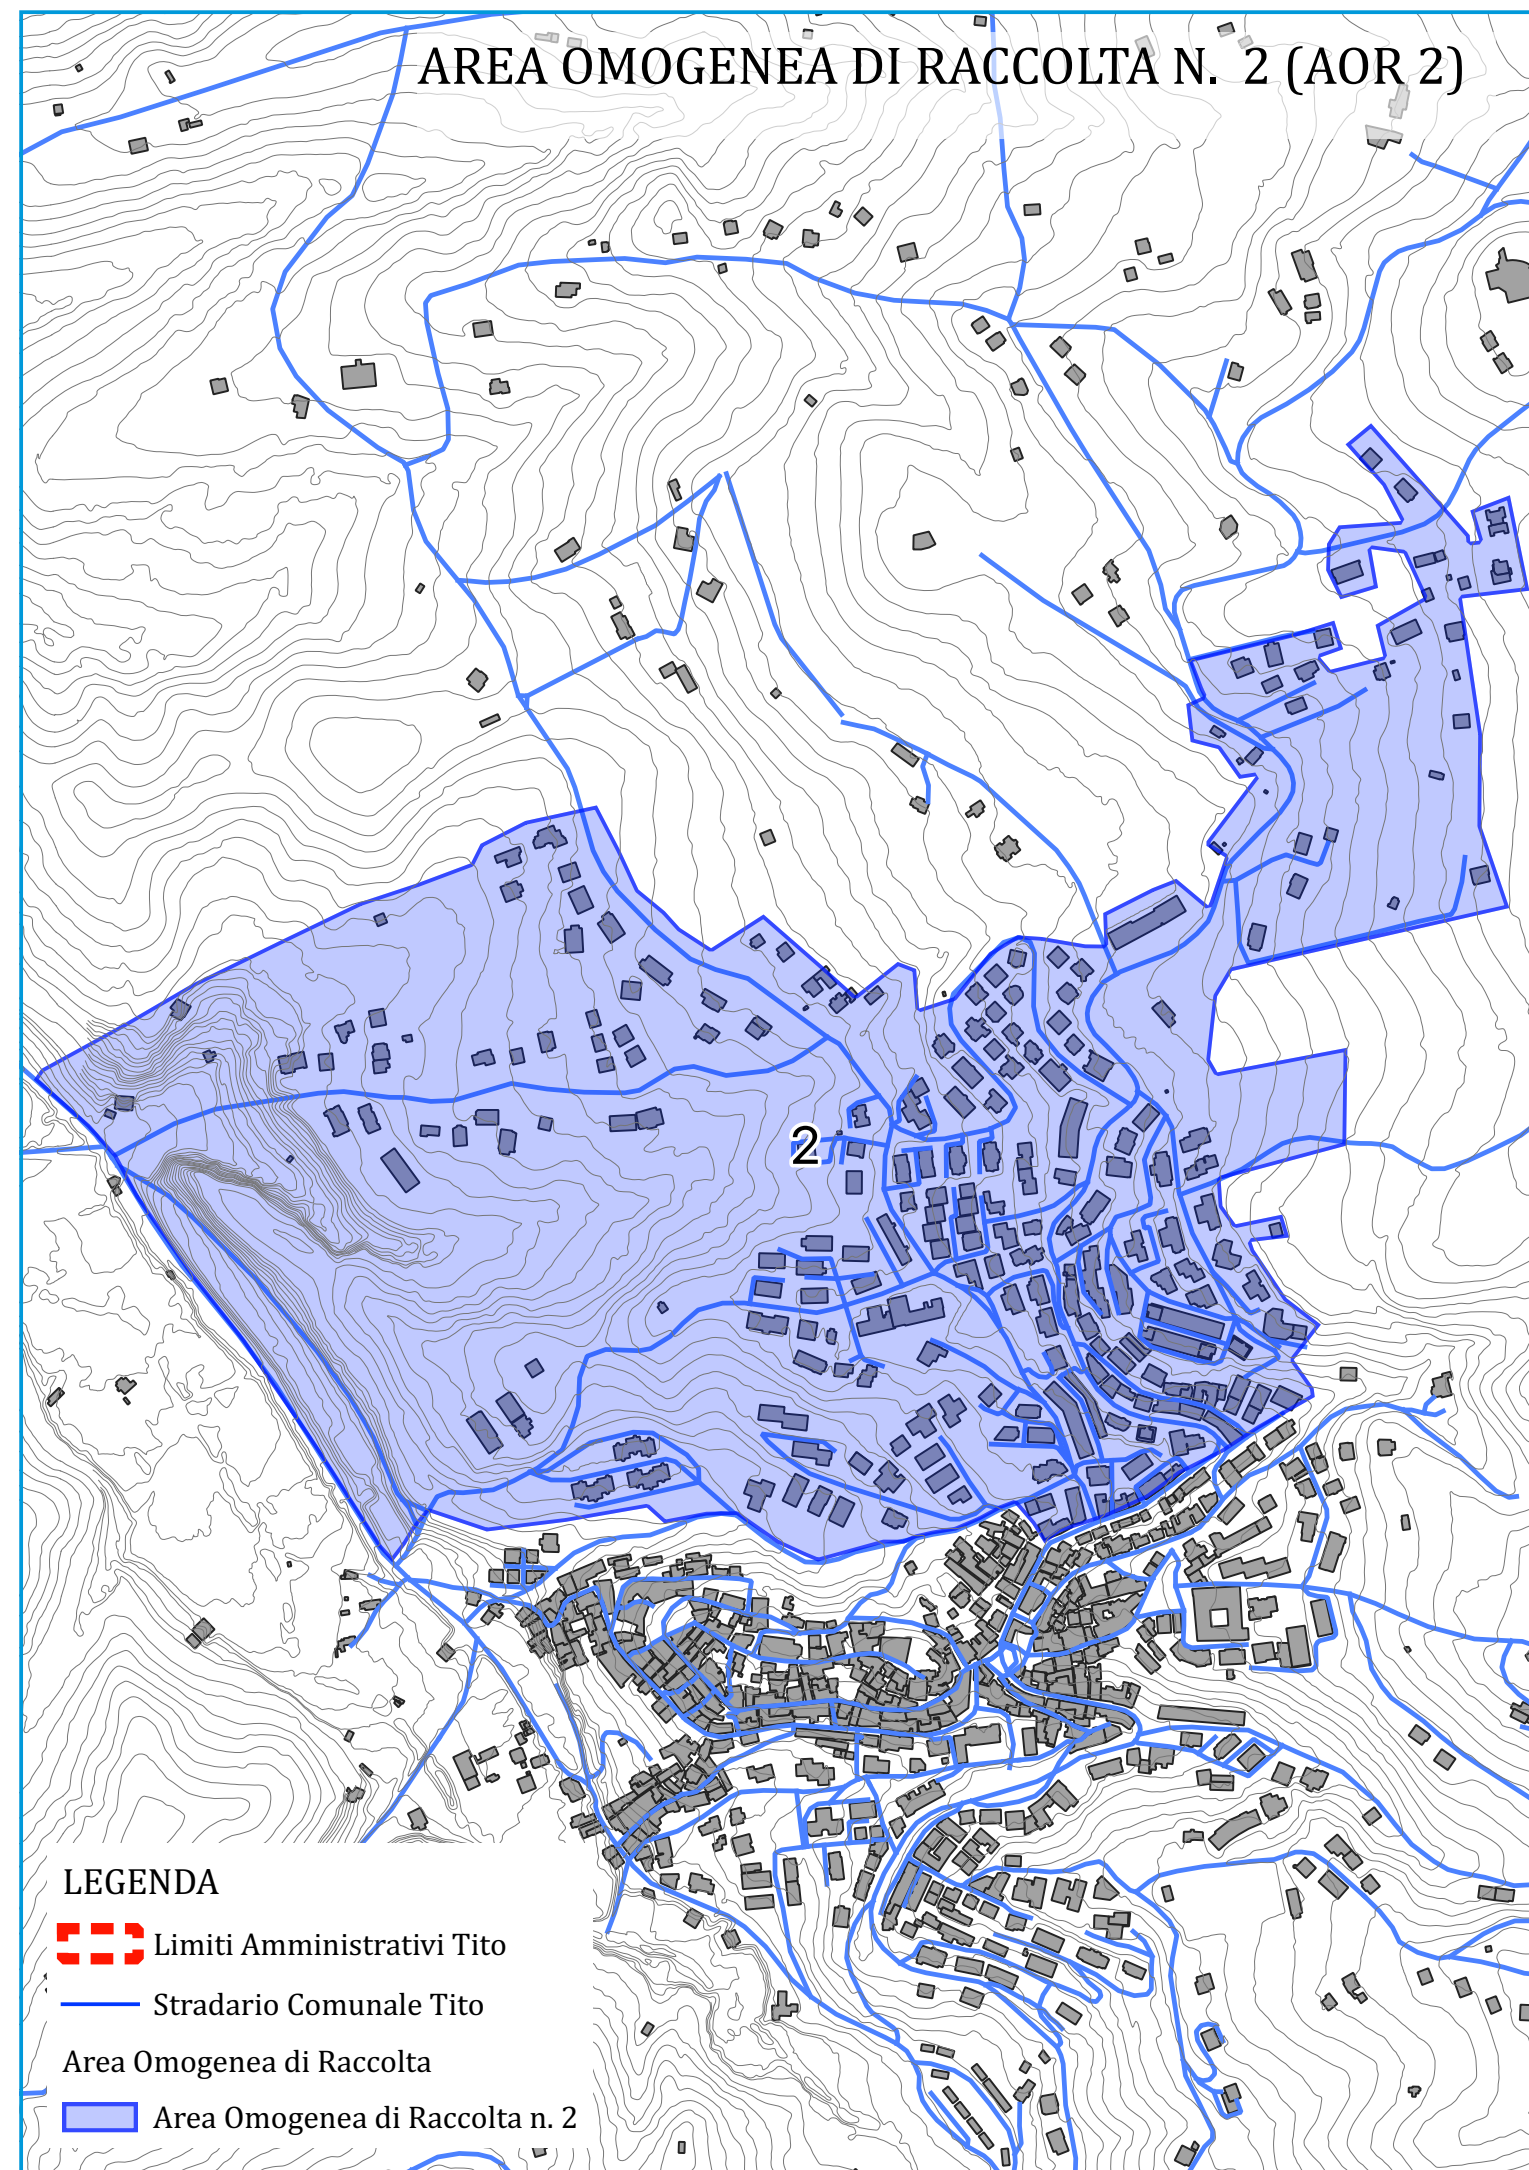 AREA OMOGENEA DI RACCOLTA N. 2 (AOR 2)
2
LEGENDA
Limiti Amministrativi Tito
Stradario Comunale Tito
Area Omogenea di Raccolta
Area Omogenea di Raccolta n. 2